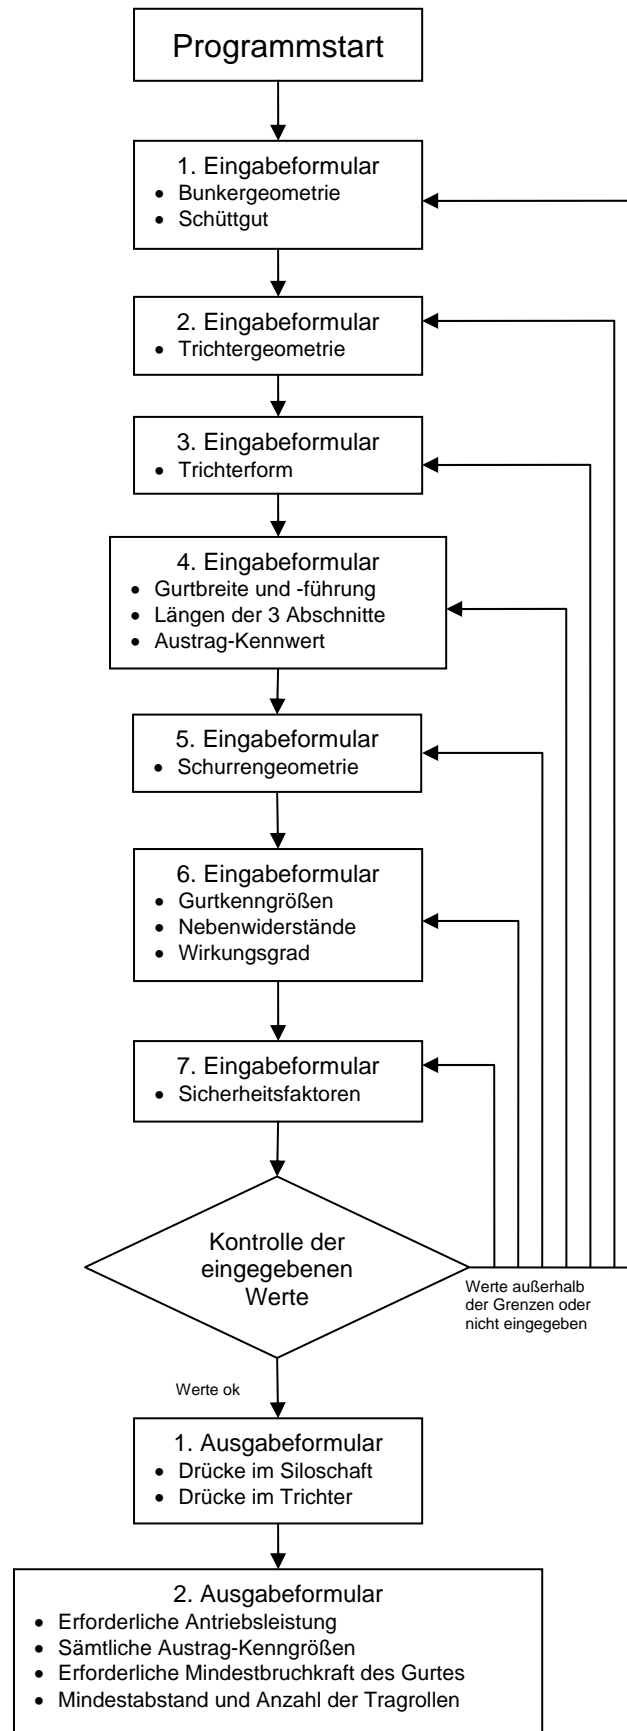 Programmstart
1. Eingabeformular
• Bunkergeometrie
• Schüttgut
2. Eingabeformular
• Trichtergeometrie
3. Eingabeformular
• Trichterform
4. Eingabeformular
• Gurtbreite und -führung
• Längen der 3 Abschnitte
• Austrag-Kennwert
5. Eingabeformular
• Schurrengeometrie
6. Eingabeformular
• Gurtkenngrößen
• Nebenwiderstände
• Wirkungsgrad
7. Eingabeformular
• Sicherheitsfaktoren
Kontrolle der
eingegebenen
Werte
Werte außerhalb
der Grenzen oder
nicht eingegeben
Werte ok
1. Ausgabeformular
• Drücke im Siloschaft
• Drücke im Trichter
2. Ausgabeformular
• Erforderliche Antriebsleistung
• Sämtliche Austrag-Kenngrößen
• Erforderliche Mindestbruchkraft des Gurtes
• Mindestabstand und Anzahl der Tragrollen